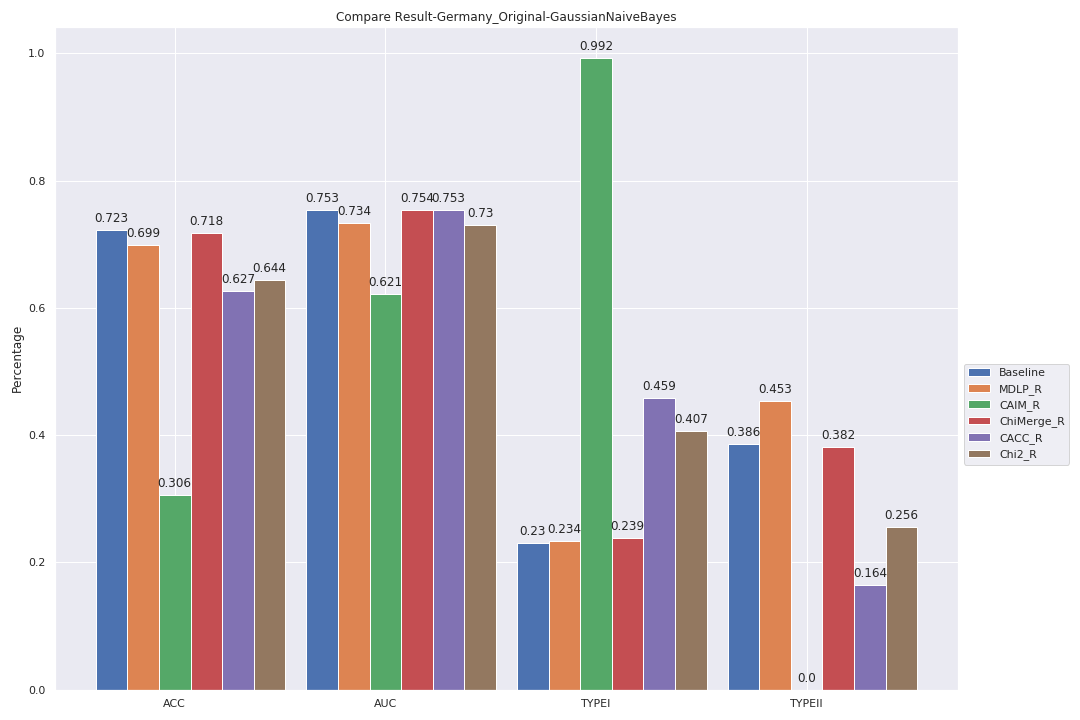 Compare Result-Germany_Original-GaussianNaiveBayes
Percentage
1.0
0.8
0.6
0.4
0.2
0.0
0.723
0.699
0.306
0.718
0.627
0.644
0.753
0.734
0.621
0.754
0.753
0.73
0.23
0.234
0.992
0.239
0.459
0.407
0.386
0.453
0.0
0.382
0.164
0.256
ACC
AUC
TYPEI
TYPEII
Baseline
MDLP_R
CAIM_R
ChiMerge_R
CACC_R
Chi2_R